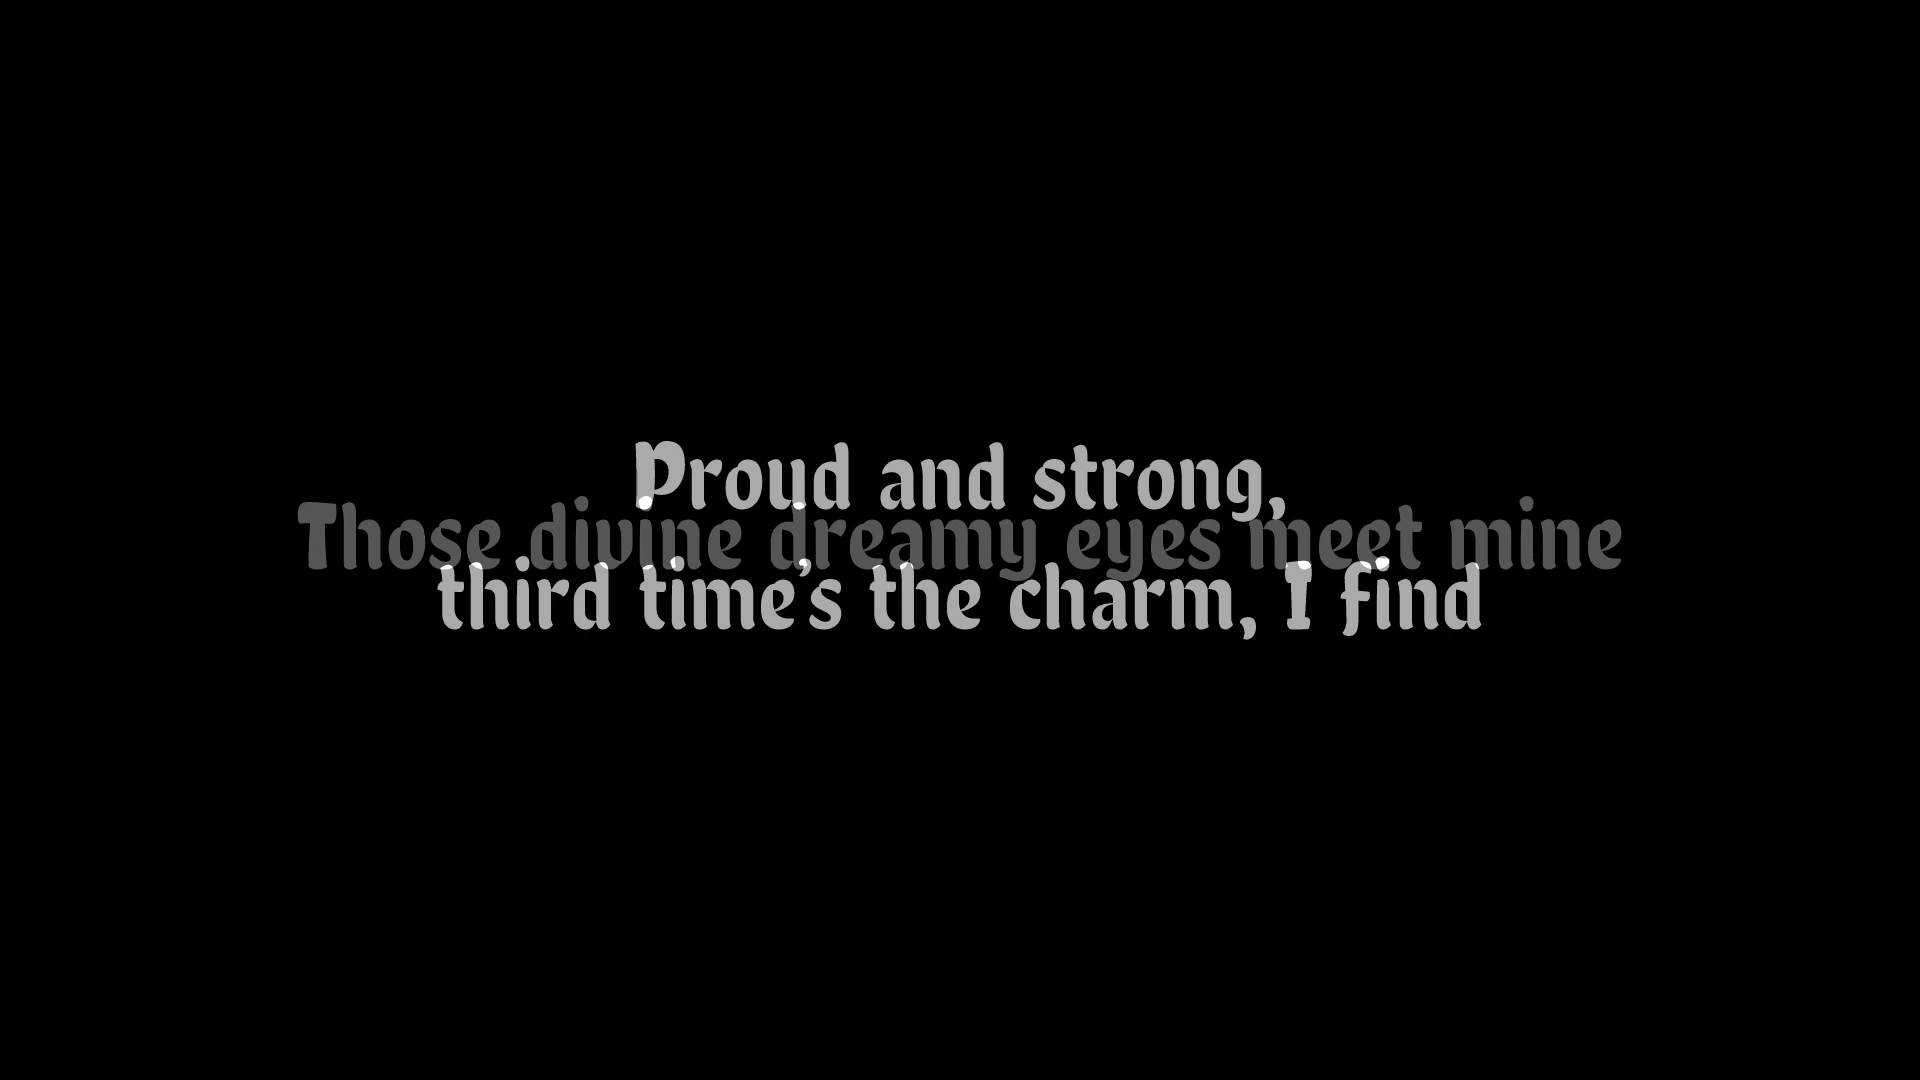 Proud and strong,
Those divine dreamy eyes meet mine
third time's the charm, I find